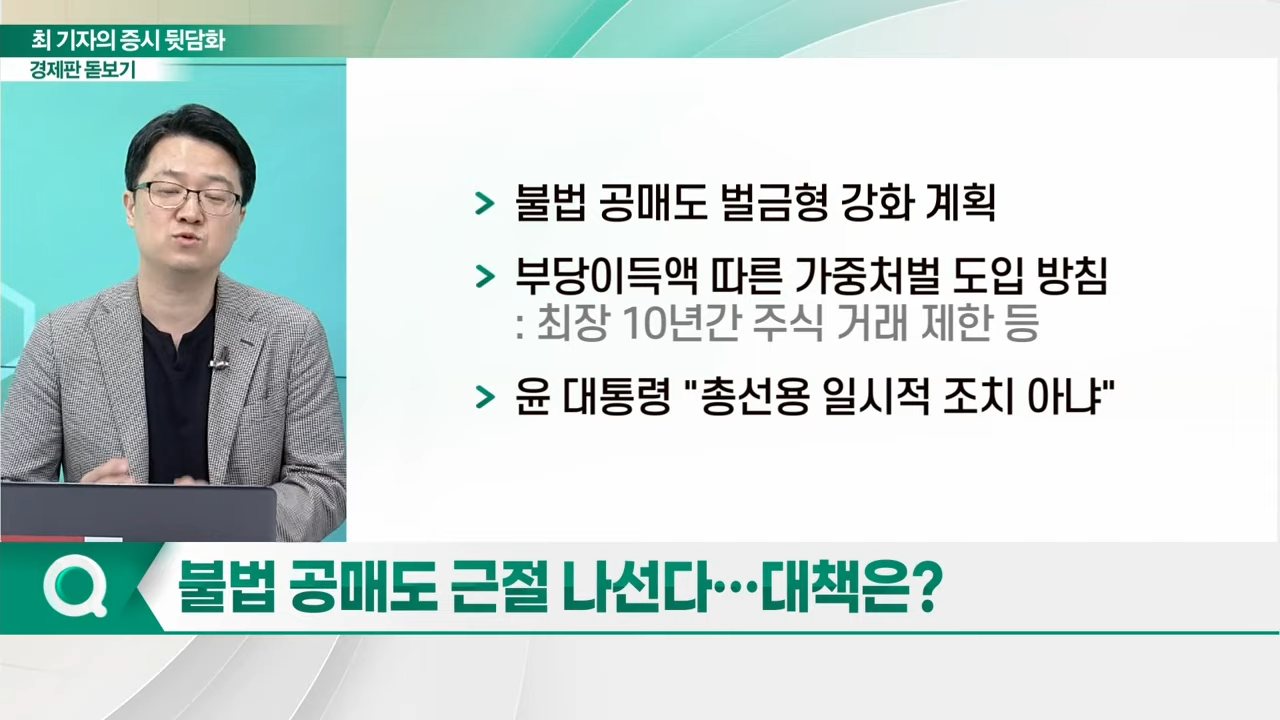 최 기자의 증시 뒷담화
경제판 돋보기
> 불법 공매도 벌금형 강화 계획
> 부당이득액 따른 가중처벌 도입 방침
: 최장 10년간 주식 거래 제한 등
> 윤 대통령 "총선용 일시적 조치 아냐"
Q 불법 공매도 근절 나선다…대책은?